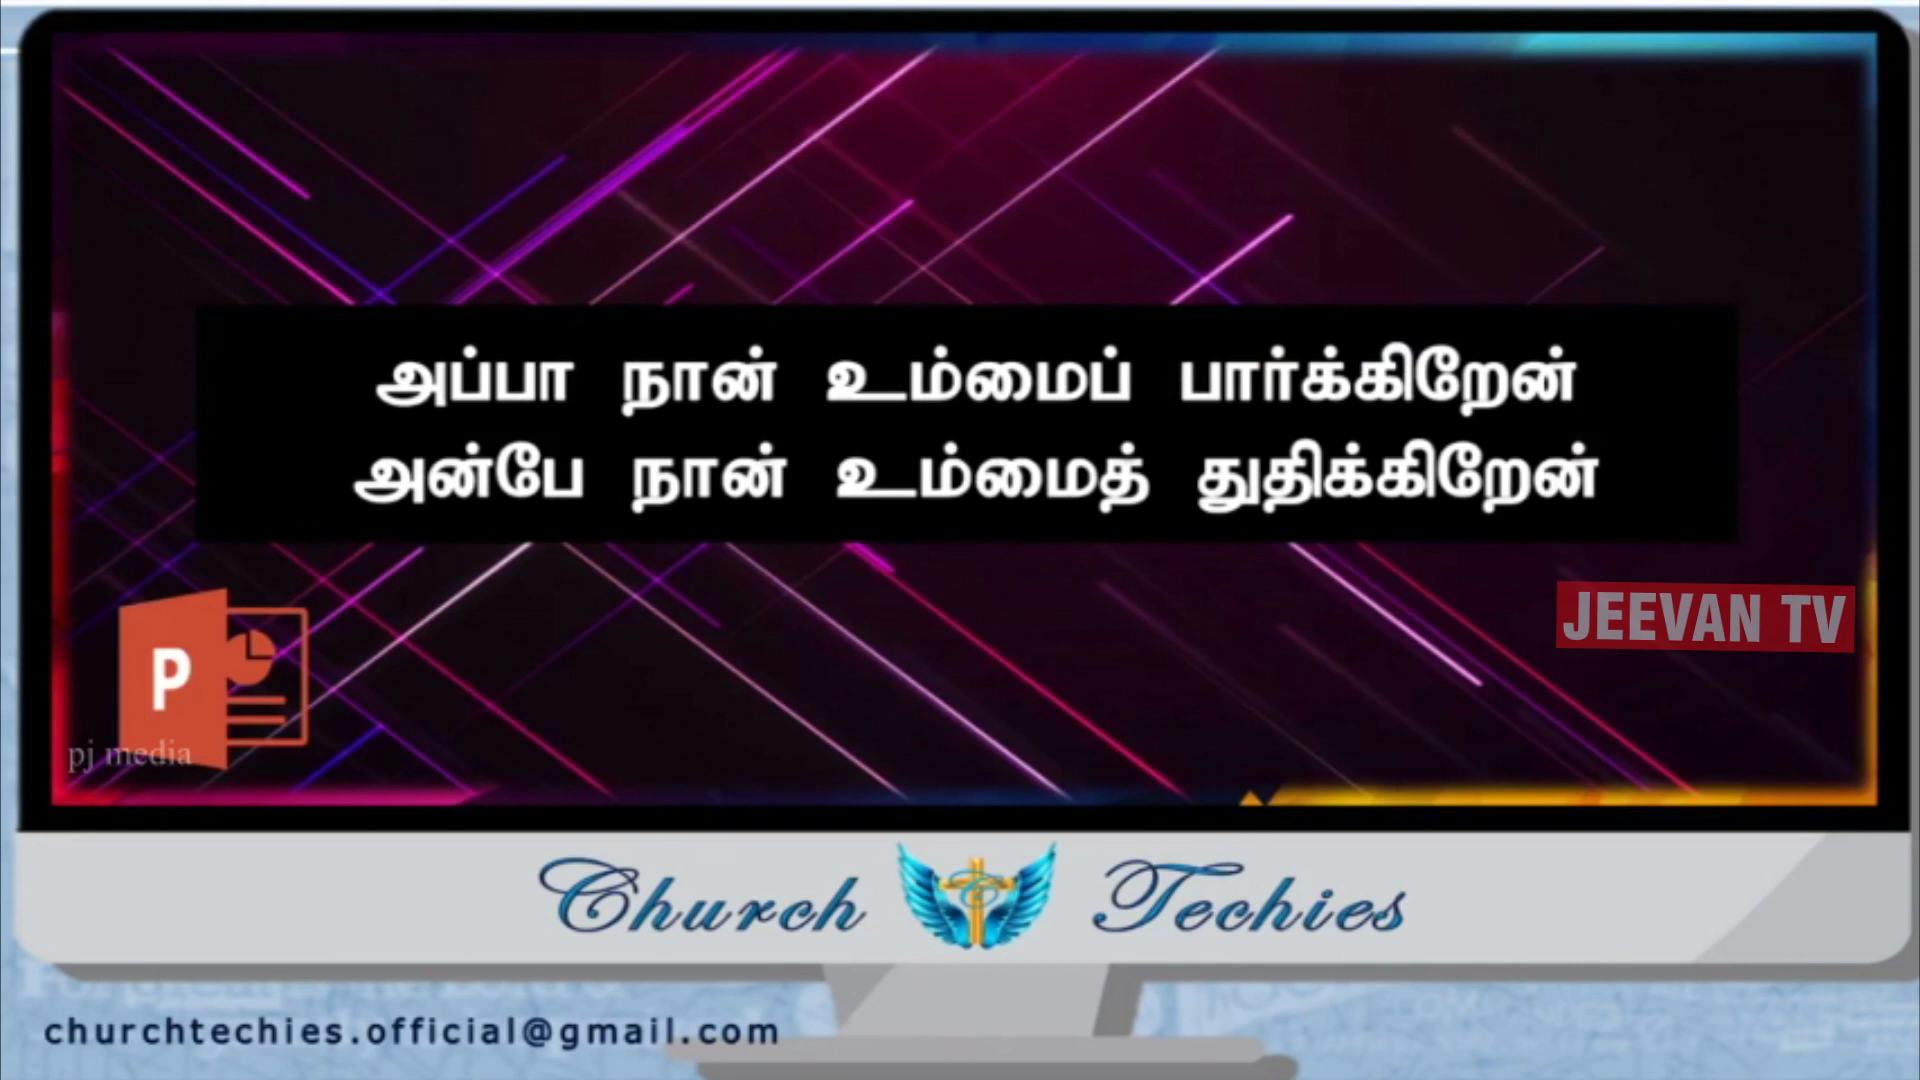 அப்பா நான் உம்மைப் பார்க்கிறேன்
அன்பே நான் உம்மைத் துதிக்கிறேன்
JEEVAN TV
P
pj media
Church Techies
churchtechies.official@gmail.com